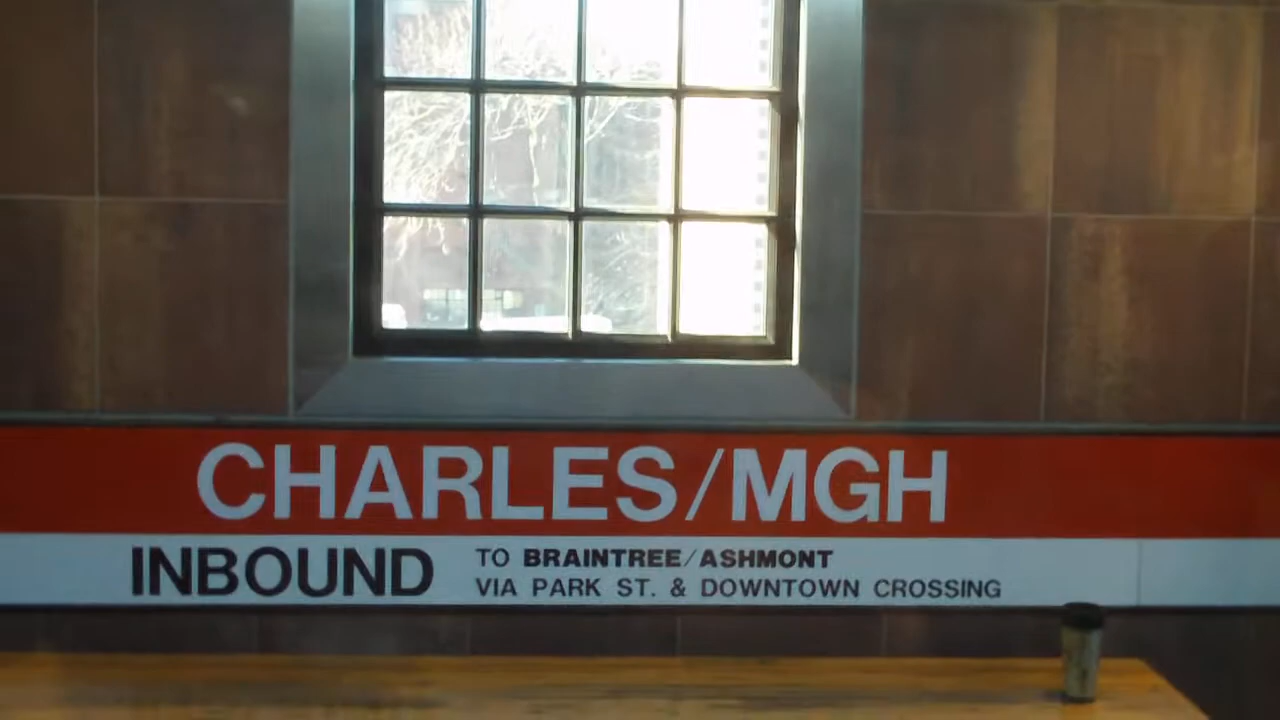 CHARLES/MGH
INBOUND
TO BRAINTREE/ASHMONT
VIA PARK ST. & DOWNTOWN CROSSING